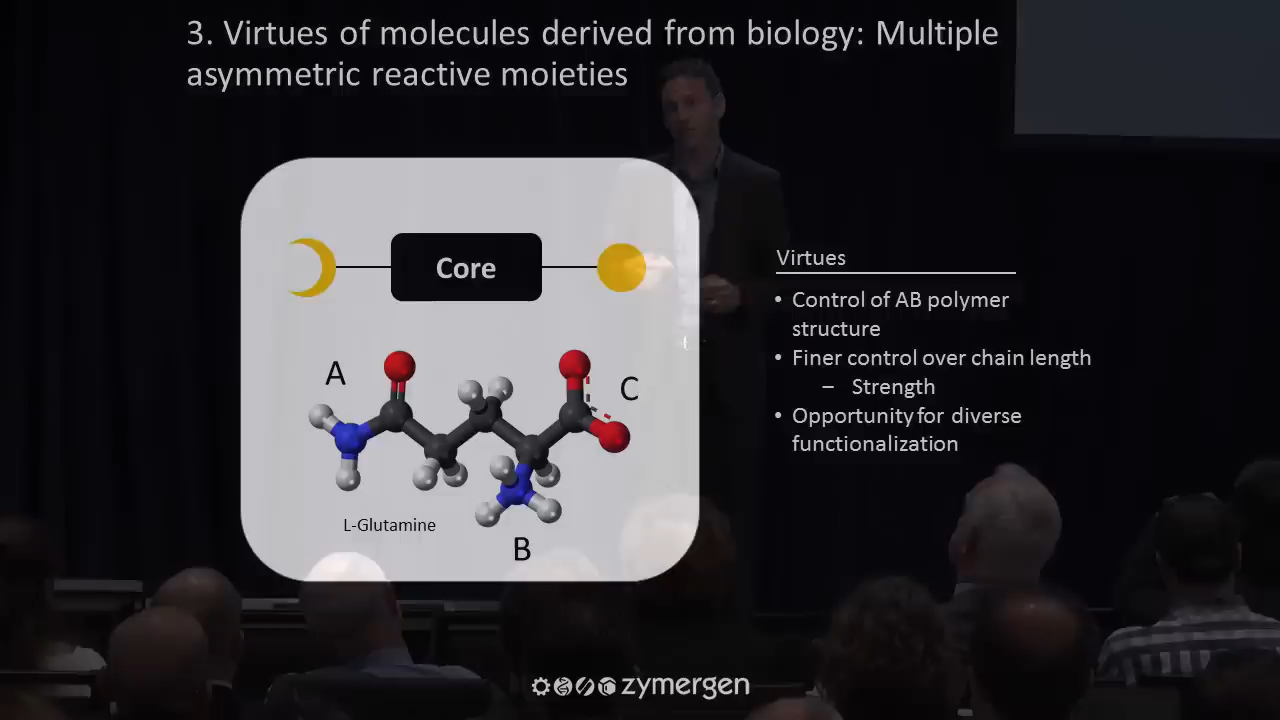 3. Virtues of molecules derived from biology: Multiple
asymmetric reactive moieties
Core
A
C
L-Glutamine
B
Virtues
• Control of AB polymer
structure
• Finer control over chain length
– Strength
• Opportunity for diverse
functionalization
zymergen